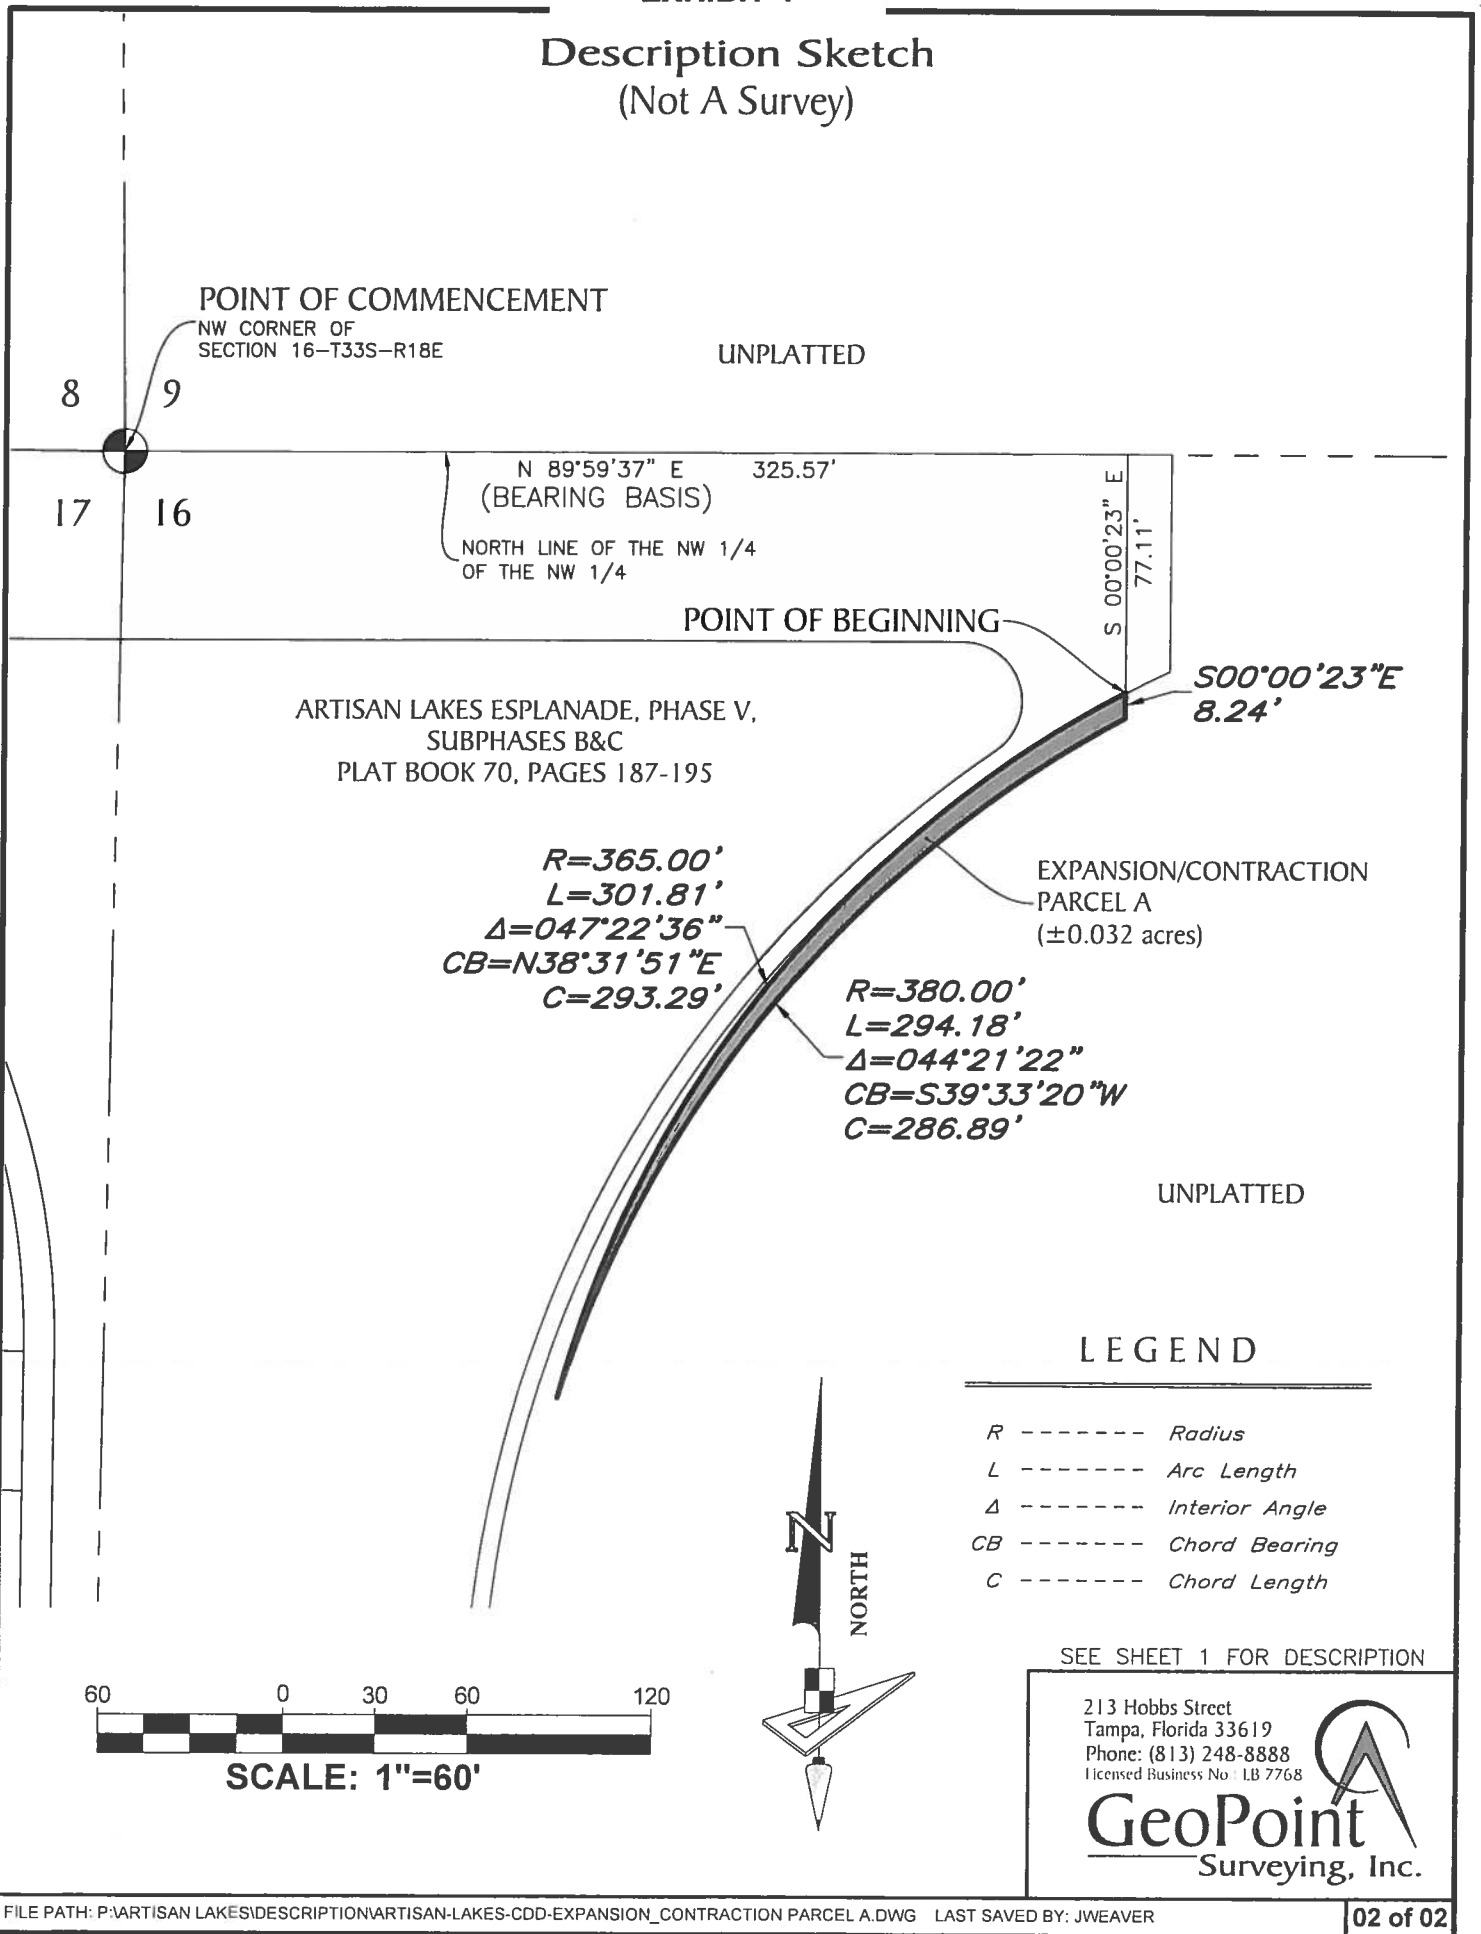 Description Sketch
(Not A Survey)
POINT OF COMMENCEMENT
NW CORNER OF
SECTION 16-T33S-R18E
UNPLATTED
8 9
17 16
N 89°59'37" E 325.57'
(BEARING BASIS)
NORTH LINE OF THE NW 1/4
OF THE NW 1/4
S 00°00'23" E
77.11'
POINT OF BEGINNING
S00°00'23"E
8.24'
ARTISAN LAKES ESPLANADE, PHASE V,
SUBPHASES B&C
PLAT BOOK 70, PAGES 187-195
R=365.00'
L=301.81'
Δ=047°22'36"
CB=N38°31'51"E
C=293.29'
EXPANSION/CONTRACTION
PARCEL A
(±0.032 acres)
R=380.00'
L=294.18'
Δ=044°21'22"
CB=S39°33'20"W
C=286.89'
UNPLATTED
LEGEND
R ------- Radius
L ------- Arc Length
Δ ------- Interior Angle
CB ------- Chord Bearing
C ------- Chord Length
N
NORTH
SEE SHEET 1 FOR DESCRIPTION
60 0 30 60 120
SCALE: 1"=60'
213 Hobbs Street
Tampa, Florida 33619
Phone: (813) 248-8888
Licensed Business No : LB 7768
GeoPoint
Surveying, Inc.
FILE PATH: P:\ARTISAN LAKES\DESCRIPTION\ARTISAN-LAKES-CDD-EXPANSION_CONTRACTION PARCEL A.DWG LAST SAVED BY: JWEAVER
02 of 02